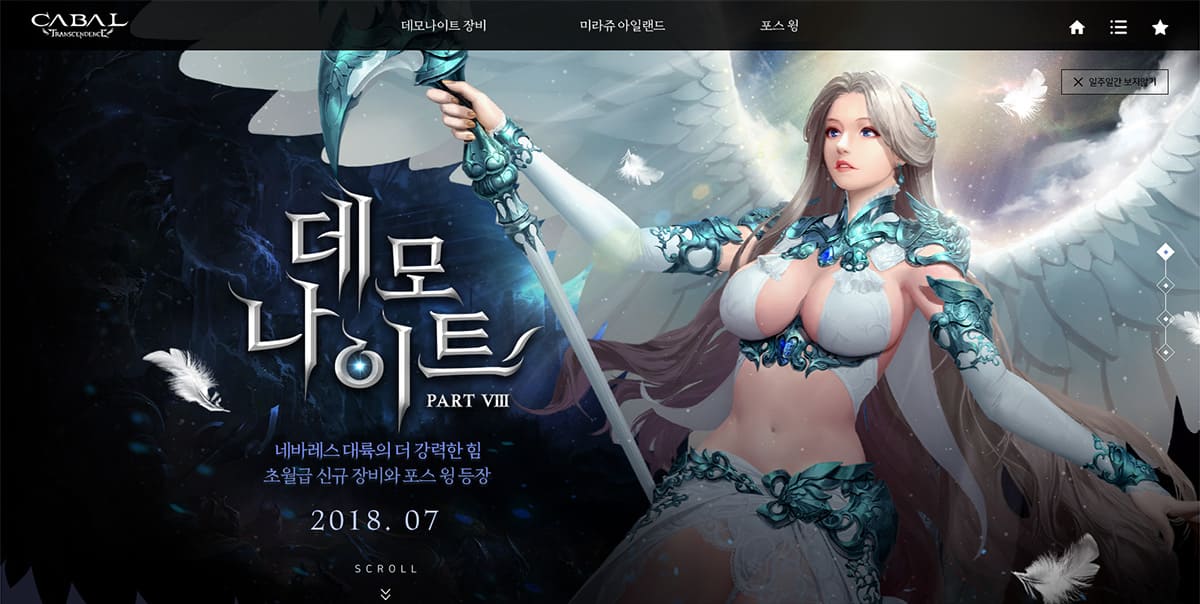 CABAL
TRANSCENDENCE
데모나이트 장비
미라쥬 아일랜드
포스 윙
일주일간 보지않기
데모
나이트
PART VIII
네바레스 대륙의 더 강력한 힘
초월급 신규 장비와 포스 윙 등장
2018. 07
SCROLL